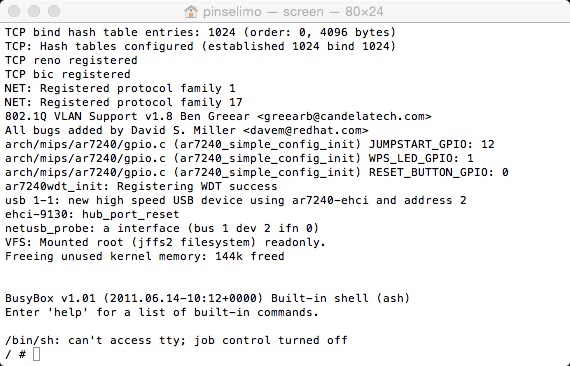 pinselimo — screen — 80×24
TCP bind hash table entries: 1024 (order: 0, 4096 bytes)
TCP: Hash tables configured (established 1024 bind 1024)
TCP reno registered
TCP bic registered
NET: Registered protocol family 1
NET: Registered protocol family 17
802.1Q VLAN Support v1.8 Ben Greear <greearb@candelatech.com>
All bugs added by David S. Miller <davem@redhat.com>
arch/mips/ar7240/gpio.c (ar7240_simple_config_init) JUMPSTART_GPIO: 12
arch/mips/ar7240/gpio.c (ar7240_simple_config_init) WPS_LED_GPIO: 1
arch/mips/ar7240/gpio.c (ar7240_simple_config_init) RESET_BUTTON_GPIO: 0
ar7240wdt_init: Registering WDT success
usb 1-1: new high speed USB device using ar7240-ehci and address 2
ehci-9130: hub_port_reset
netusb_probe: a interface (bus 1 dev 2 ifn 0)
VFS: Mounted root (jffs2 filesystem) readonly.
Freeing unused kernel memory: 144k freed
BusyBox v1.01 (2011.06.14-10:12+0000) Built-in shell (ash)
Enter 'help' for a list of built-in commands.
/bin/sh: can't access tty; job control turned off
/ #